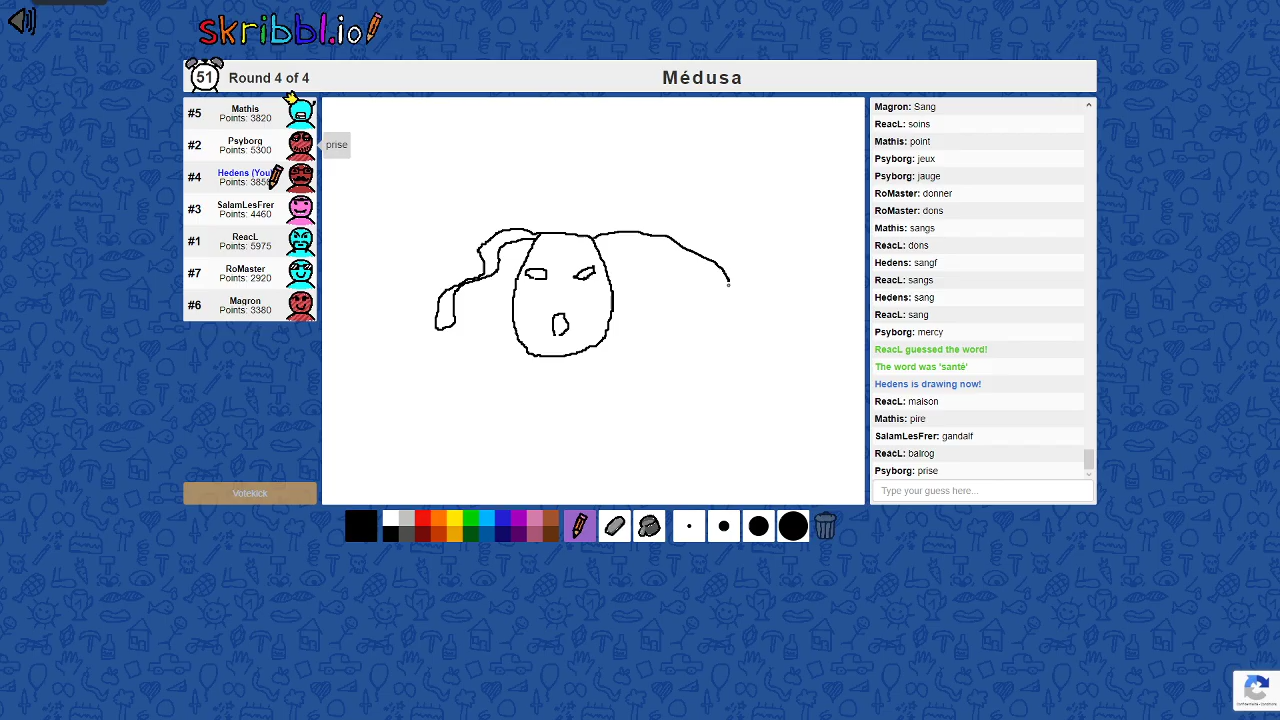 skribbl.io
51
Round 4 of 4
Médusa
#5
Mathis
Points: 3820
#2
Psyborg
Points: 5300
prise
#4
Hedens (You
Points: 385
#3
SalamLesFrer
Points: 4460
#1
ReacL
Points: 5975
#7
RoMaster
Points: 2920
#6
Magron
Points: 3380
Votekick
Magron: Sang
ReacL: soins
Mathis: point
Psyborg: jeux
Psyborg: jauge
RoMaster: donner
RoMaster: dons
Mathis: sangs
ReacL: dons
Hedens: sangf
ReacL: sangs
Hedens: sang
ReacL: sang
Psyborg: mercy
ReacL guessed the word!
The word was 'santé'
Hedens is drawing now!
ReacL: maison
Mathis: pire
SalamLesFrer: gandalf
ReacL: balrog
Psyborg: prise
Type your guess here...